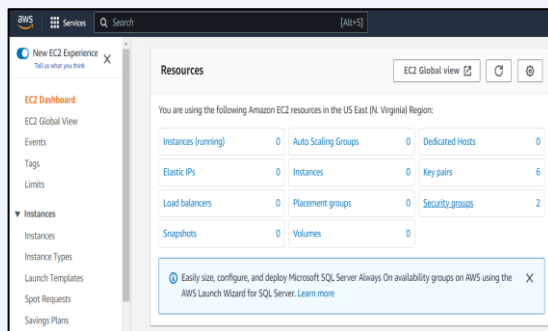 aws Services Search [Alt+S]
New EC2 Experience X
Tell us what you think
EC2 Dashboard
EC2 Global View
Events
Tags
Limits
Instances
Instances
Instance Types
Launch Templates
Spot Requests
Savings Plans
Resources EC2 Global view
You are using the following Amazon EC2 resources in the US East (N. Virginia) Region:
Instances (running) 0 Auto Scaling Groups 0 Dedicated Hosts 0
Elastic IPs 0 Instances 0 Key pairs 6
Load balancers 0 Placement groups 0 Security groups 2
Snapshots 0 Volumes 0
Easily size, configure, and deploy Microsoft SQL Server Always On availability groups on AWS using the X
AWS Launch Wizard for SQL Server. Learn more